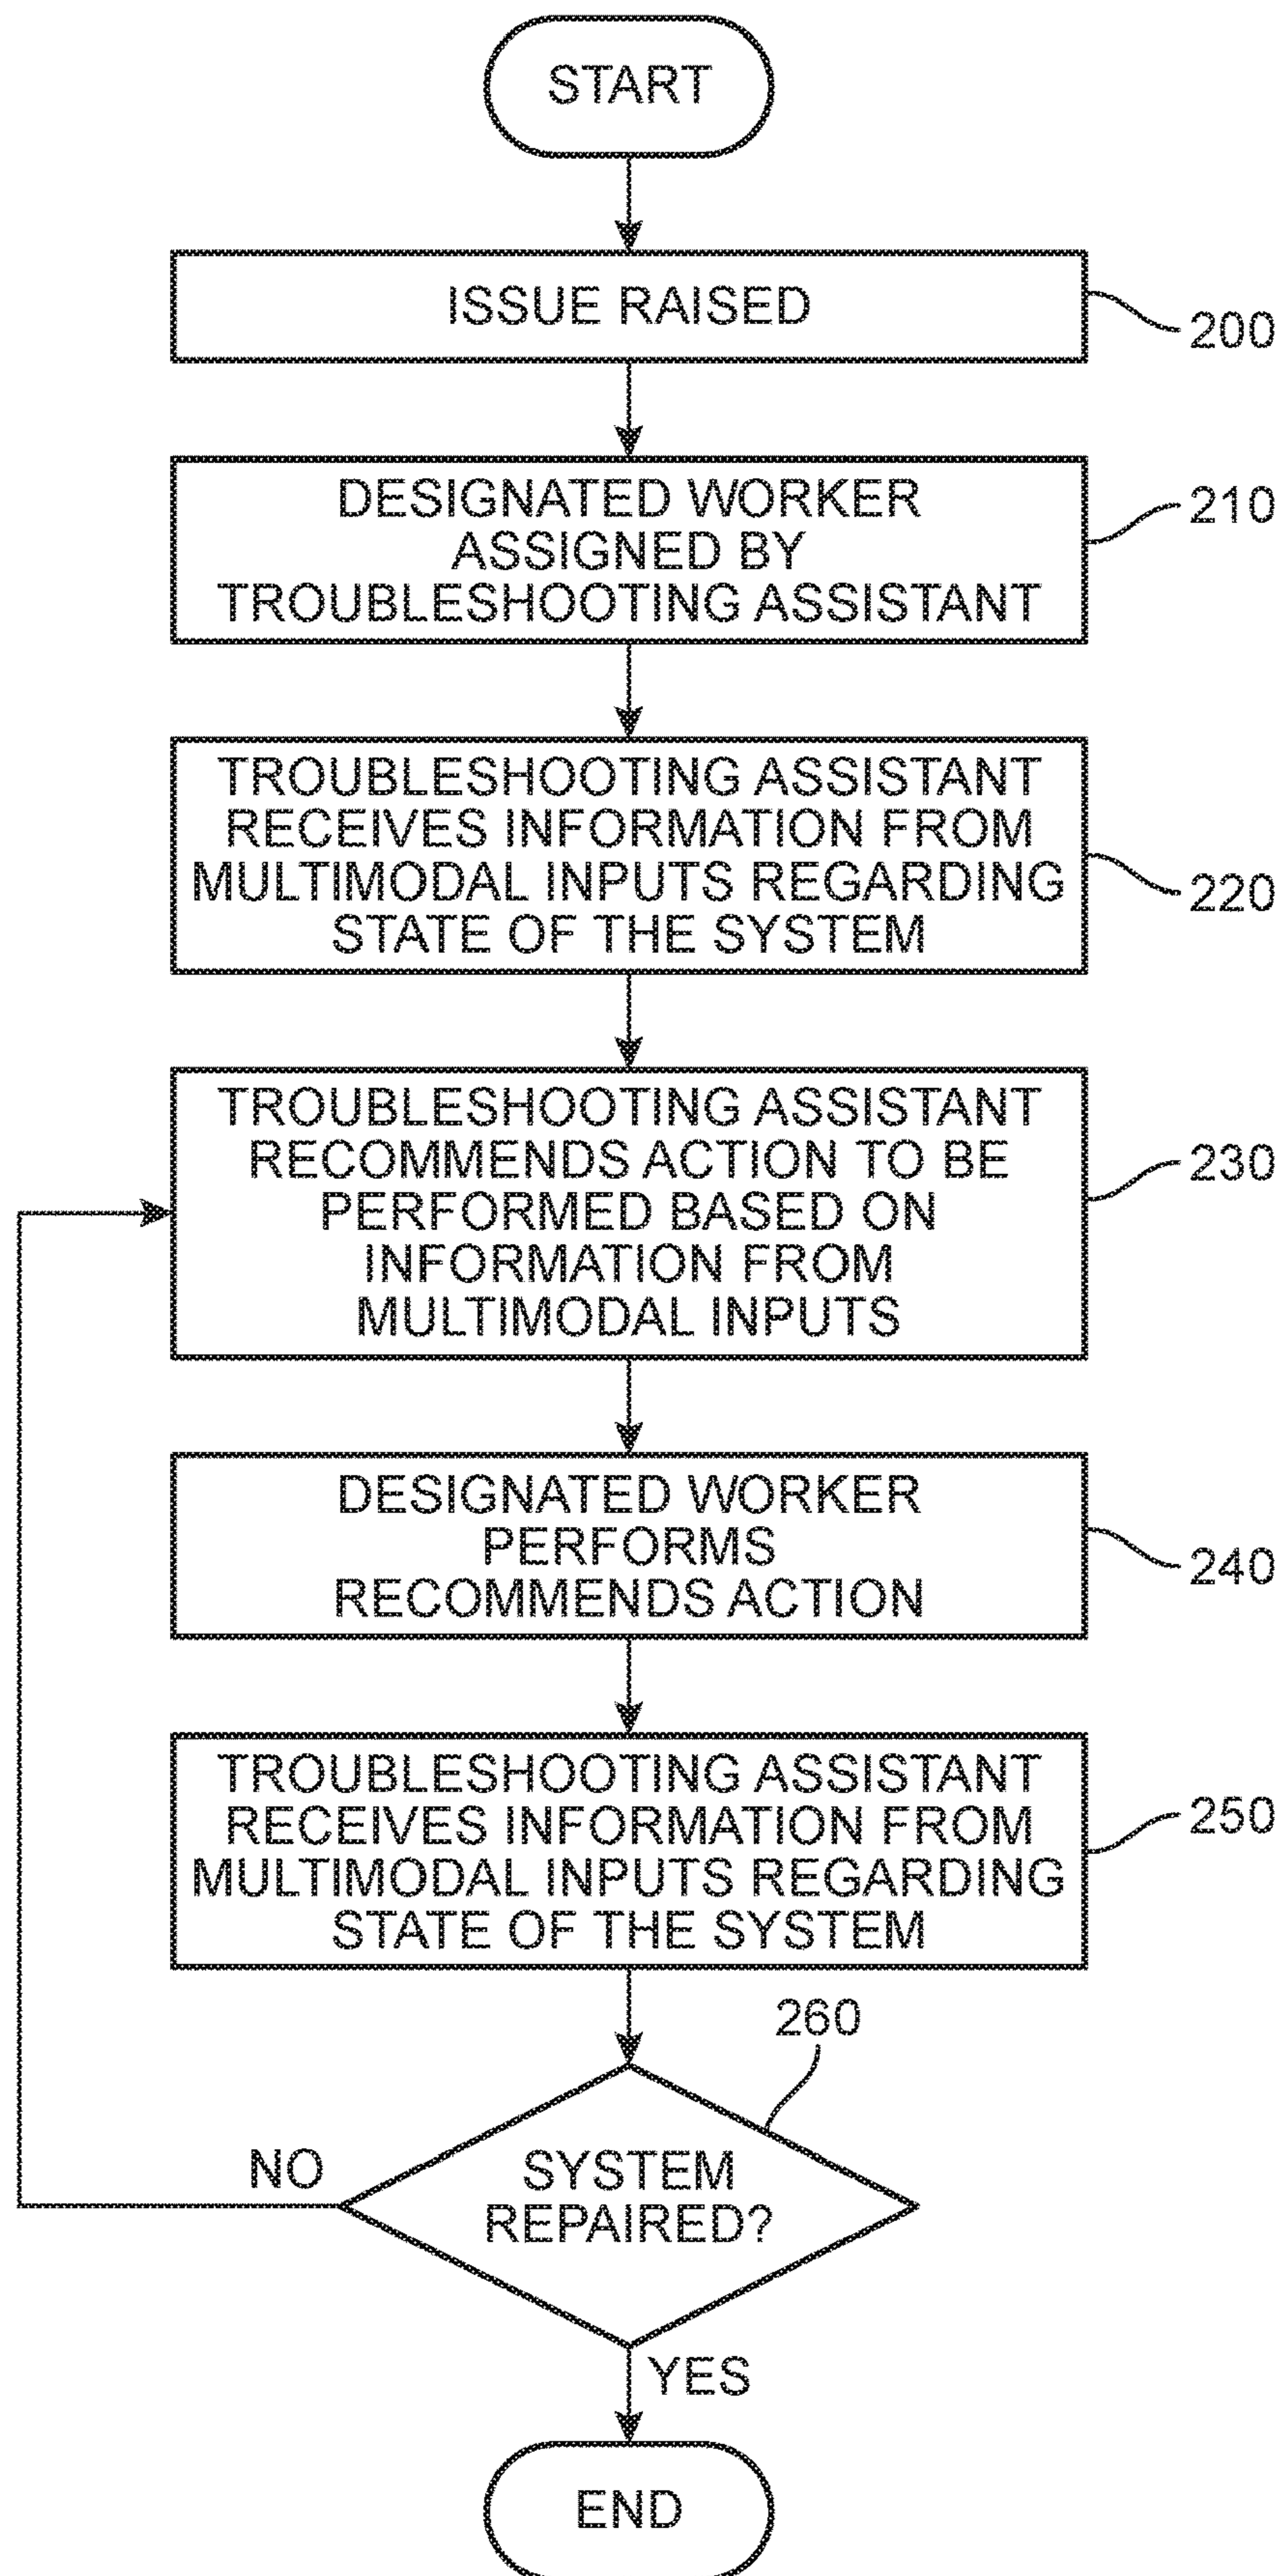 START
ISSUE RAISED
200
DESIGNATED WORKER
ASSIGNED BY
TROUBLESHOOTING ASSISTANT
210
TROUBLESHOOTING ASSISTANT
RECEIVES INFORMATION FROM
MULTIMODAL INPUTS REGARDING
STATE OF THE SYSTEM
220
TROUBLESHOOTING ASSISTANT
RECOMMENDS ACTION TO BE
PERFORMED BASED ON
INFORMATION FROM
MULTIMODAL INPUTS
230
DESIGNATED WORKER
PERFORMS
RECOMMENDS ACTION
240
TROUBLESHOOTING ASSISTANT
RECEIVES INFORMATION FROM
MULTIMODAL INPUTS REGARDING
STATE OF THE SYSTEM
250
260
NO
SYSTEM
REPAIRED?
YES
END